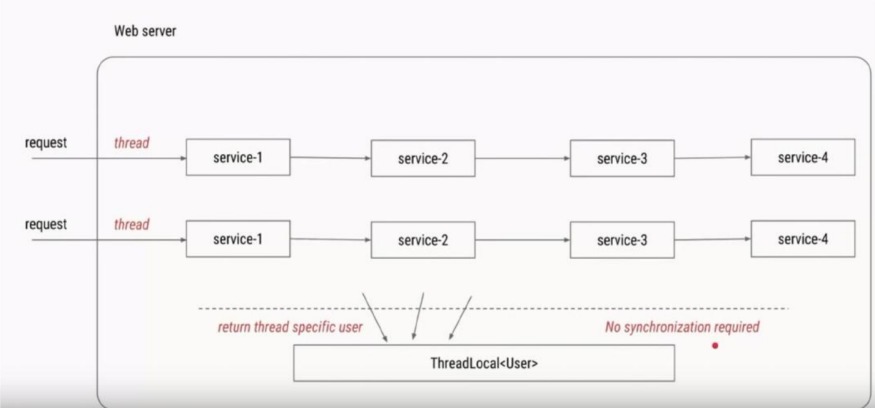 Web server
request
thread
service-1
service-2
service-3
service-4
request
thread
service-1
service-2
service-3
service-4
return thread specific user
No synchronization required
ThreadLocal<User>